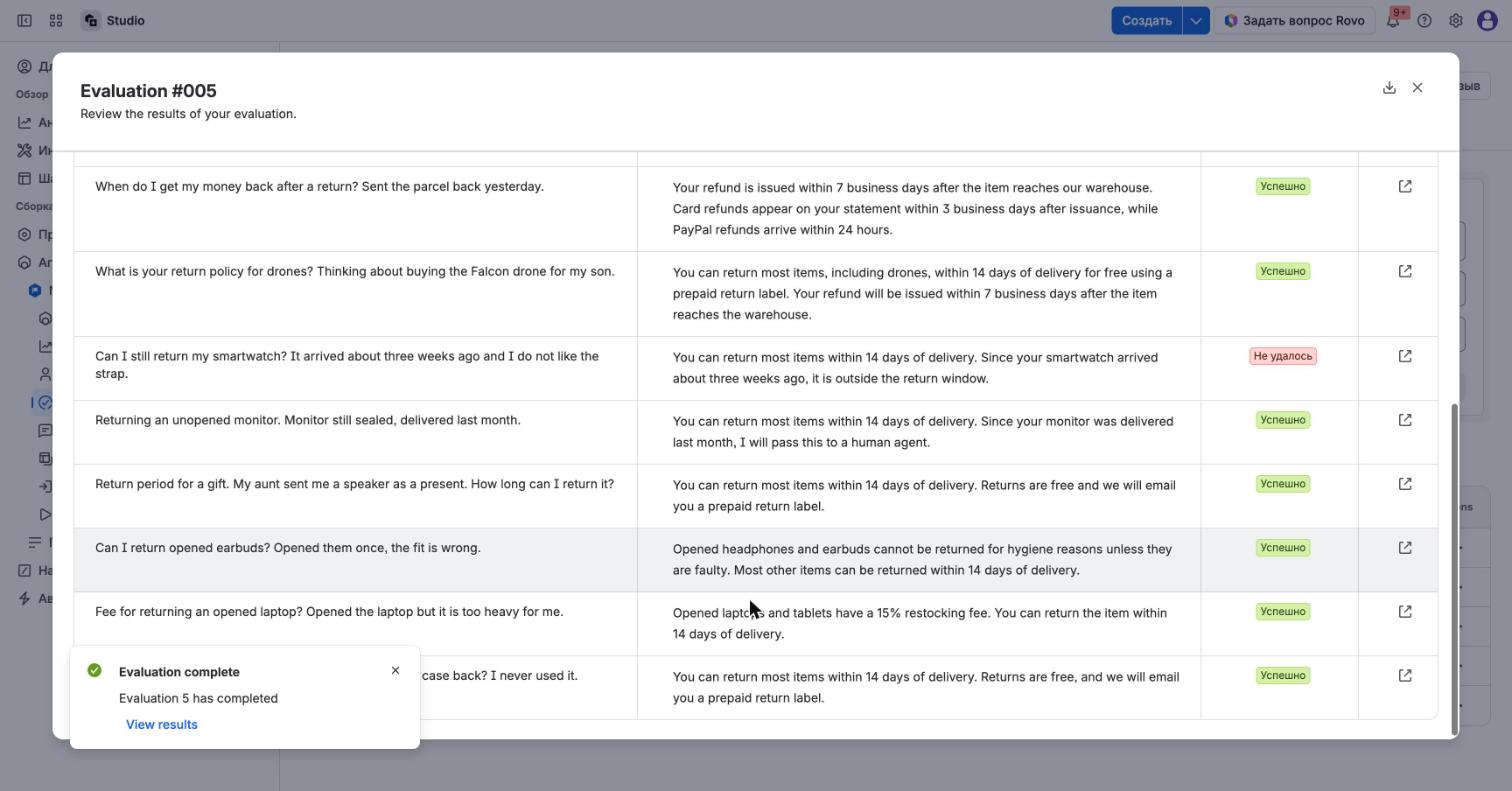 Studio
Создать
Задать вопрос Rovo
9+
Обзор
Сборка
Evaluation #005
Review the results of your evaluation.
When do I get my money back after a return? Sent the parcel back yesterday.
Your refund is issued within 7 business days after the item reaches our warehouse.
Card refunds appear on your statement within 3 business days after issuance, while
PayPal refunds arrive within 24 hours.
Успешно
What is your return policy for drones? Thinking about buying the Falcon drone for my son.
You can return most items, including drones, within 14 days of delivery for free using a
prepaid return label. Your refund will be issued within 7 business days after the item
reaches the warehouse.
Успешно
Can I still return my smartwatch? It arrived about three weeks ago and I do not like the
strap.
You can return most items within 14 days of delivery. Since your smartwatch arrived
about three weeks ago, it is outside the return window.
Не удалось
Returning an unopened monitor. Monitor still sealed, delivered last month.
You can return most items within 14 days of delivery. Since your monitor was delivered
last month, I will pass this to a human agent.
Успешно
Return period for a gift. My aunt sent me a speaker as a present. How long can I return it?
You can return most items within 14 days of delivery. Returns are free and we will email
you a prepaid return label.
Успешно
Can I return opened earbuds? Opened them once, the fit is wrong.
Opened headphones and earbuds cannot be returned for hygiene reasons unless they
are faulty. Most other items can be returned within 14 days of delivery.
Успешно
Fee for returning an opened laptop? Opened the laptop but it is too heavy for me.
Opened laptops and tablets have a 15% restocking fee. You can return the item within
14 days of delivery.
Успешно
case back? I never used it.
You can return most items within 14 days of delivery. Returns are free, and we will email
you a prepaid return label.
Успешно
Evaluation complete
Evaluation 5 has completed
View results